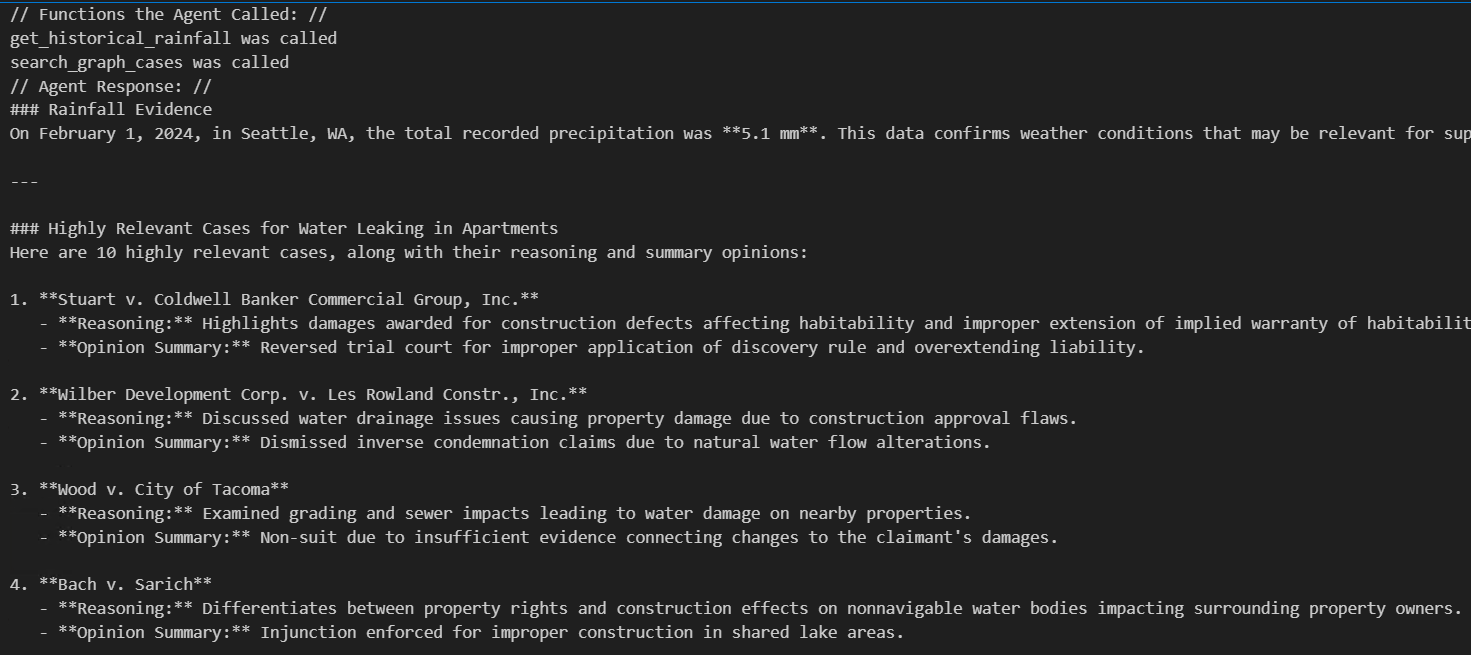 // Functions the Agent Called: //
get_historical_rainfall was called
search_graph_cases was called
// Agent Response: //
### Rainfall Evidence
On February 1, 2024, in Seattle, WA, the total recorded precipitation was **5.1 mm**. This data confirms weather conditions that may be relevant for sup
---
### Highly Relevant Cases for Water Leaking in Apartments
Here are 10 highly relevant cases, along with their reasoning and summary opinions:
1. **Stuart v. Coldwell Banker Commercial Group, Inc.**
- **Reasoning:** Highlights damages awarded for construction defects affecting habitability and improper extension of implied warranty of habitabilit
- **Opinion Summary:** Reversed trial court for improper application of discovery rule and overextending liability.
2. **Wilber Development Corp. v. Les Rowland Constr., Inc.**
- **Reasoning:** Discussed water drainage issues causing property damage due to construction approval flaws.
- **Opinion Summary:** Dismissed inverse condemnation claims due to natural water flow alterations.
3. **Wood v. City of Tacoma**
- **Reasoning:** Examined grading and sewer impacts leading to water damage on nearby properties.
- **Opinion Summary:** Non-suit due to insufficient evidence connecting changes to the claimant's damages.
4. **Bach v. Sarich**
- **Reasoning:** Differentiates between property rights and construction effects on nonnavigable water bodies impacting surrounding property owners.
- **Opinion Summary:** Injunction enforced for improper construction in shared lake areas.